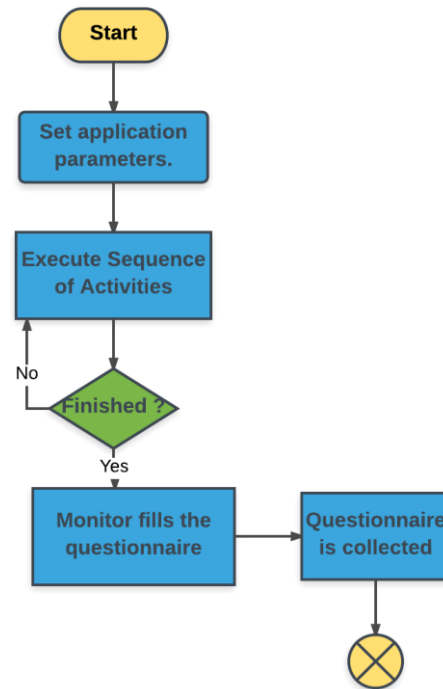 Start
Set application
parameters.
Execute Sequence
of Activities
No
Finished ?
Yes
Monitor fills the
questionnaire
Questionnaire
is collected